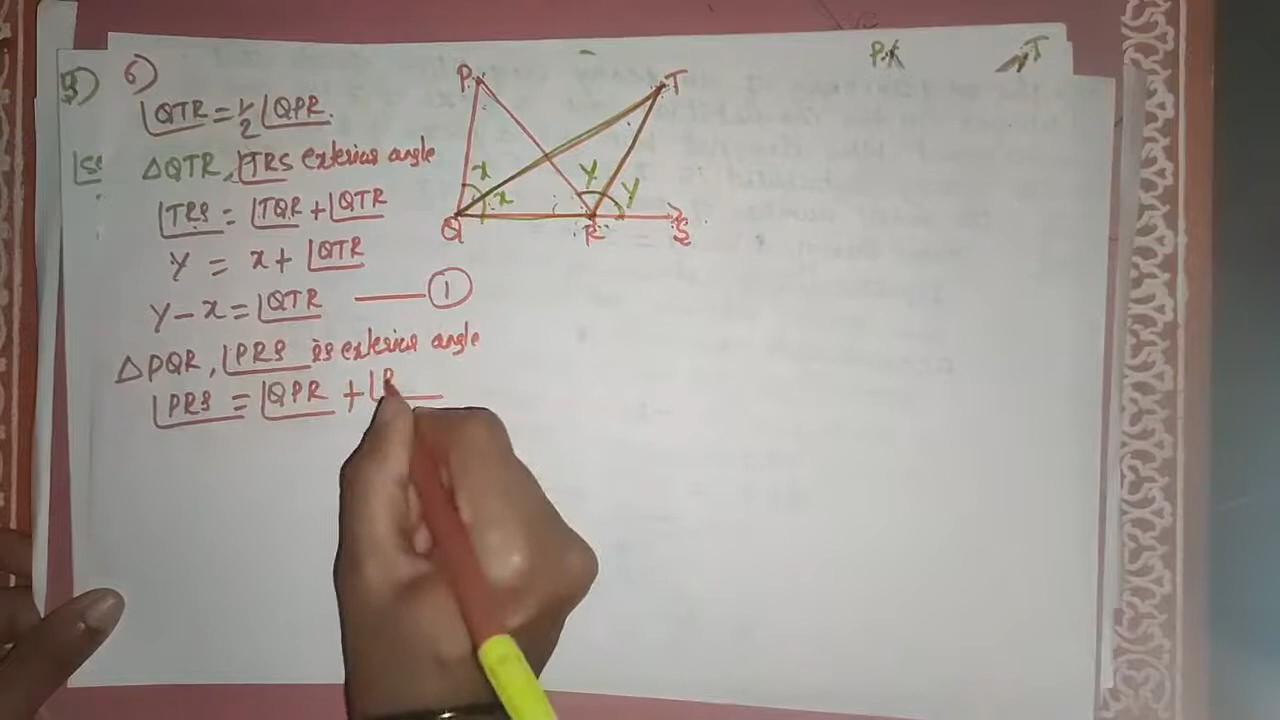 5)
6)
∠QTR = 1/2 ∠QPR.
△QTR, ∠TRS exterior angle
∠TRS = ∠TQR + ∠QTR
y = x + ∠QTR
y - x = ∠QTR —— ①
△PQR, ∠PRS is exterior angle
∠PRS = ∠QPR + ∠P
P
T
x
x
y
y
Q
R
S
P
T